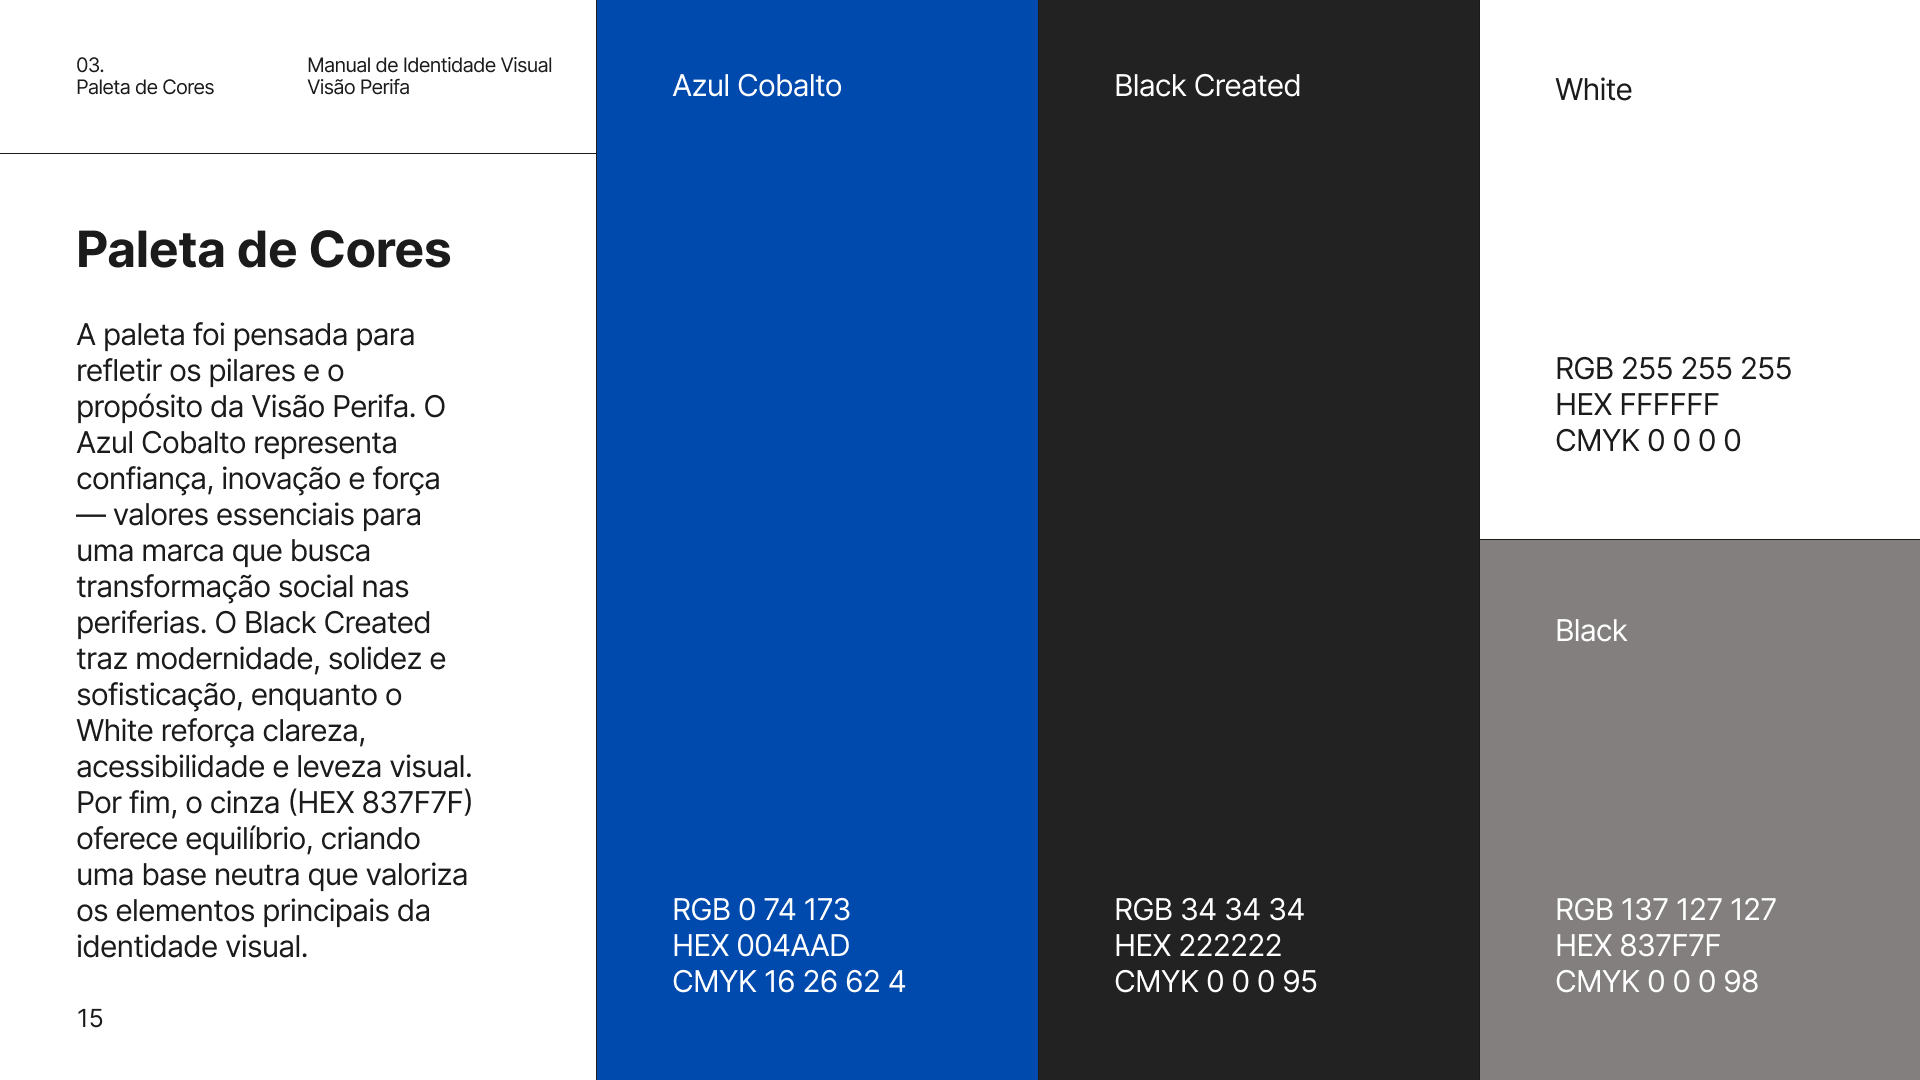 03.
Paleta de Cores
Manual de Identidade Visual
Visão Perifa
Paleta de Cores
A paleta foi pensada para
refletir os pilares e o
propósito da Visão Perifa. O
Azul Cobalto representa
confiança, inovação e força
— valores essenciais para
uma marca que busca
transformação social nas
periferias. O Black Created
traz modernidade, solidez e
sofisticação, enquanto o
White reforça clareza,
acessibilidade e leveza visual.
Por fim, o cinza (HEX 837F7F)
oferece equilíbrio, criando
uma base neutra que valoriza
os elementos principais da
identidade visual.
15
Azul Cobalto
RGB 0 74 173
HEX 004AAD
CMYK 16 26 62 4
Black Created
RGB 34 34 34
HEX 222222
CMYK 0 0 0 95
White
RGB 255 255 255
HEX FFFFFF
CMYK 0 0 0 0
Black
RGB 137 127 127
HEX 837F7F
CMYK 0 0 0 98